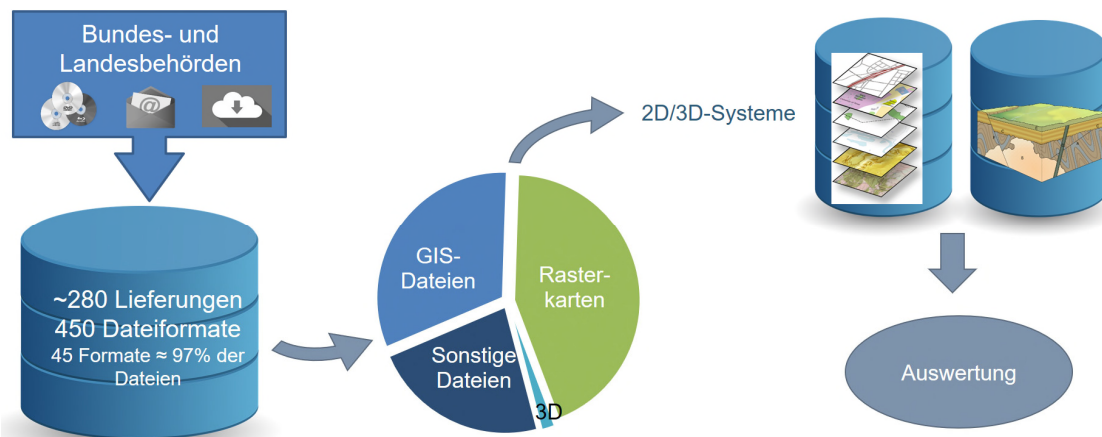 Bundes- und
Landesbehörden
~280 Lieferungen
450 Dateiformate
45 Formate ≈ 97% der
Dateien
GIS-
Dateien
Raster-
karten
Sonstige
Dateien
3D
2D/3D-Systeme
Auswertung